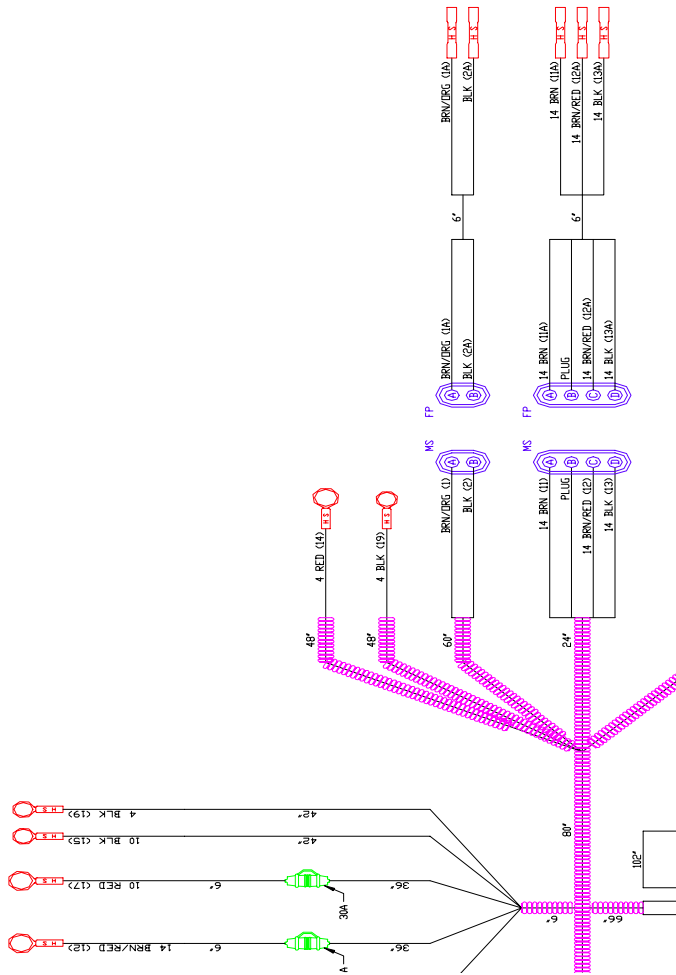 H S
H S
H S
H S
H S
BRN/ORG (1A)
BLK (2A)
14 BRN (11A)
14 BRN/RED (12A)
14 BLK (13A)
6"
6"
BRN/ORG (1A)
BLK (2A)
14 BRN (11A)
PLUG
14 BRN/RED (12A)
14 BLK (13A)
A
B
A
B
C
D
FP
FP
MS
MS
A
B
A
B
C
D
BRN/ORG (1)
BLK (2)
14 BRN (11)
PLUG
14 BRN/RED (12)
14 BLK (13)
H S
H S
4 RED (14)
4 BLK (19)
48"
48"
60"
24"
80"
102"
H S
4 BLK (19)
42"
H S
10 BLK (15)
42"
H S
10 RED (17)
6"
36"
30A
H S
14 BRN/RED (12)
6"
36"
A
6"
66"